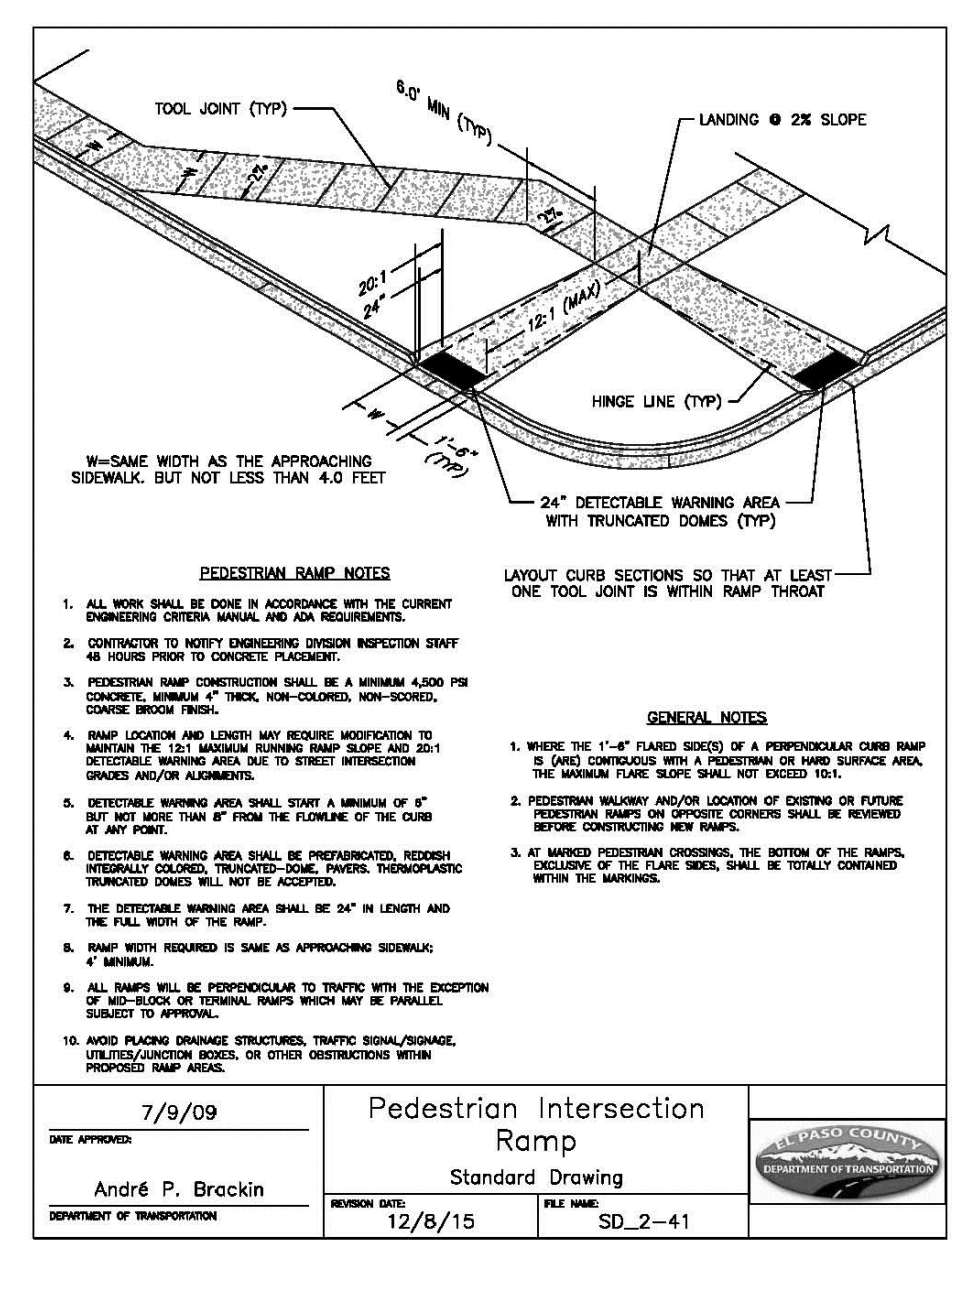 TOOL JOINT (TYP)
6.0' MIN (TYP)
LANDING @ 2% SLOPE
W
W
2%
2%
20:1
24"
12:1 (MAX)
HINGE LINE (TYP)
W
1'-6"
(TYP)
W=SAME WIDTH AS THE APPROACHING
SIDEWALK. BUT NOT LESS THAN 4.0 FEET
24" DETECTABLE WARNING AREA
WITH TRUNCATED DOMES (TYP)
LAYOUT CURB SECTIONS SO THAT AT LEAST
ONE TOOL JOINT IS WITHIN RAMP THROAT
PEDESTRIAN RAMP NOTES
1. ALL WORK SHALL BE DONE IN ACCORDANCE WITH THE CURRENT
ENGINEERING CRITERIA MANUAL AND ADA REQUIREMENTS.
2. CONTRACTOR TO NOTIFY ENGINEERING DIVISION INSPECTION STAFF
48 HOURS PRIOR TO CONCRETE PLACEMENT.
3. PEDESTRIAN RAMP CONSTRUCTION SHALL BE A MINIMUM 4,500 PSI
CONCRETE, MINIMUM 4" THICK, NON-COLORED, NON-SCORED,
COARSE BROOM FINISH.
4. RAMP LOCATION AND LENGTH MAY REQUIRE MODIFICATION TO
MAINTAIN THE 12:1 MAXIMUM RUNNING RAMP SLOPE AND 20:1
DETECTABLE WARNING AREA DUE TO STREET INTERSECTION
GRADES AND/OR ALIGNMENTS.
5. DETECTABLE WARNING AREA SHALL START A MINIMUM OF 6"
BUT NOT MORE THAN 8" FROM THE FLOWLINE OF THE CURB
AT ANY POINT.
6. DETECTABLE WARNING AREA SHALL BE PREFABRICATED, REDDISH
INTEGRALLY COLORED, TRUNCATED-DOME, PAVERS. THERMOPLASTIC
TRUNCATED DOMES WILL NOT BE ACCEPTED.
7. THE DETECTABLE WARNING AREA SHALL BE 24" IN LENGTH AND
THE FULL WIDTH OF THE RAMP.
8. RAMP WIDTH REQUIRED IS SAME AS APPROACHING SIDEWALK;
4' MINIMUM.
9. ALL RAMPS WILL BE PERPENDICULAR TO TRAFFIC WITH THE EXCEPTION
OF MID-BLOCK OR TERMINAL RAMPS WHICH MAY BE PARALLEL
SUBJECT TO APPROVAL.
10. AVOID PLACING DRAINAGE STRUCTURES, TRAFFIC SIGNAL/SIGNAGE,
UTILITIES/JUNCTION BOXES, OR OTHER OBSTRUCTIONS WITHIN
PROPOSED RAMP AREAS.
GENERAL NOTES
1. WHERE THE 1'-6" FLARED SIDE(S) OF A PERPENDICULAR CURB RAMP
IS (ARE) CONTIGUOUS WITH A PEDESTRIAN OR HARD SURFACE AREA,
THE MAXIMUM FLARE SLOPE SHALL NOT EXCEED 10:1.
2. PEDESTRIAN WALKWAY AND/OR LOCATION OF EXISTING OR FUTURE
PEDESTRIAN RAMPS ON OPPOSITE CORNERS SHALL BE REVIEWED
BEFORE CONSTRUCTING NEW RAMPS.
3. AT MARKED PEDESTRIAN CROSSINGS, THE BOTTOM OF THE RAMPS,
EXCLUSIVE OF THE FLARE SIDES, SHALL BE TOTALLY CONTAINED
WITHIN THE MARKINGS.
7/9/09
DATE APPROVED:
André P. Brackin
DEPARTMENT OF TRANSPORTATION
Pedestrian Intersection
Ramp
Standard Drawing
REVISION DATE:
12/8/15
FILE NAME:
SD_2-41
EL PASO COUNTY
DEPARTMENT OF TRANSPORTATION